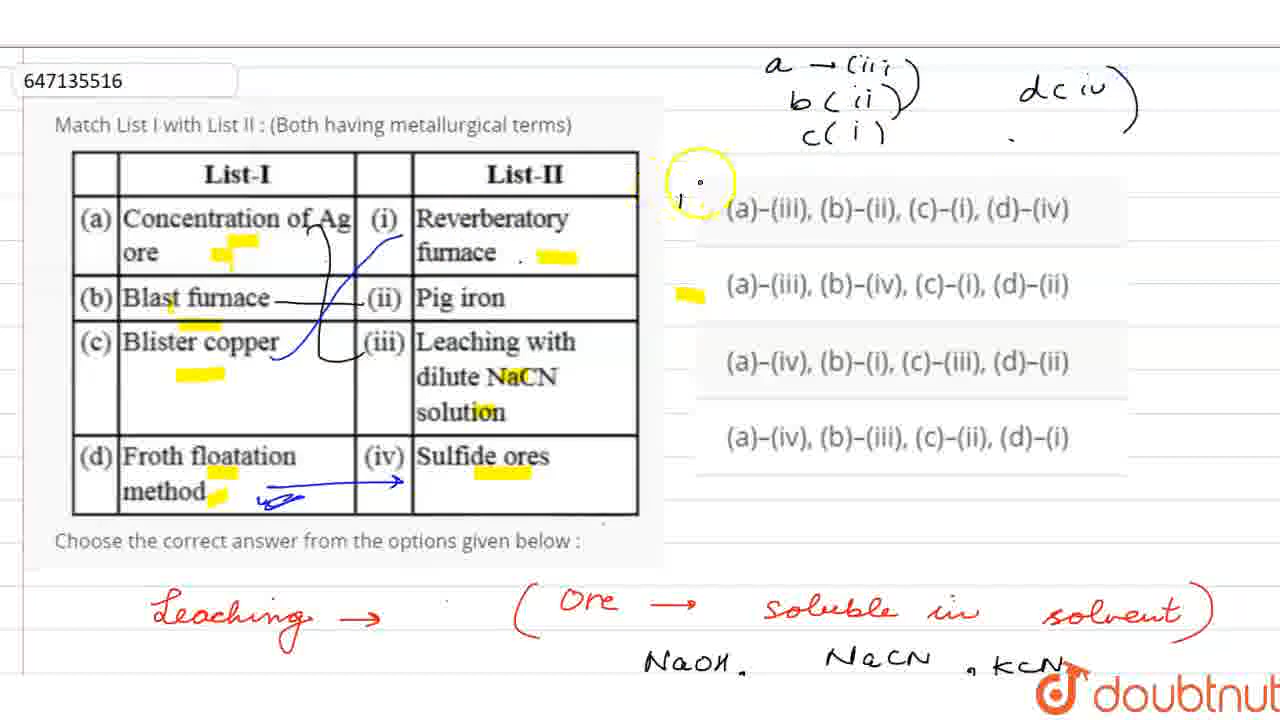 647135516
a → (iii)
b ( ii )
c ( i )
d c iv )
Match List I with List II : (Both having metallurgical terms)
List-I List-II
(a) Concentration of Ag ore (i) Reverberatory furnace
(b) Blast furnace (ii) Pig iron
(c) Blister copper (iii) Leaching with dilute NaCN solution
(d) Froth floatation method (iv) Sulfide ores
Choose the correct answer from the options given below :
(a)–(iii), (b)–(ii), (c)–(i), (d)–(iv)
(a)–(iii), (b)–(iv), (c)–(i), (d)–(ii)
(a)–(iv), (b)–(i), (c)–(iii), (d)–(ii)
(a)–(iv), (b)–(iii), (c)–(ii), (d)–(i)
Leaching → ( Ore → soluble in solvent )
NaOH, NaCN , KCN
doubtnut